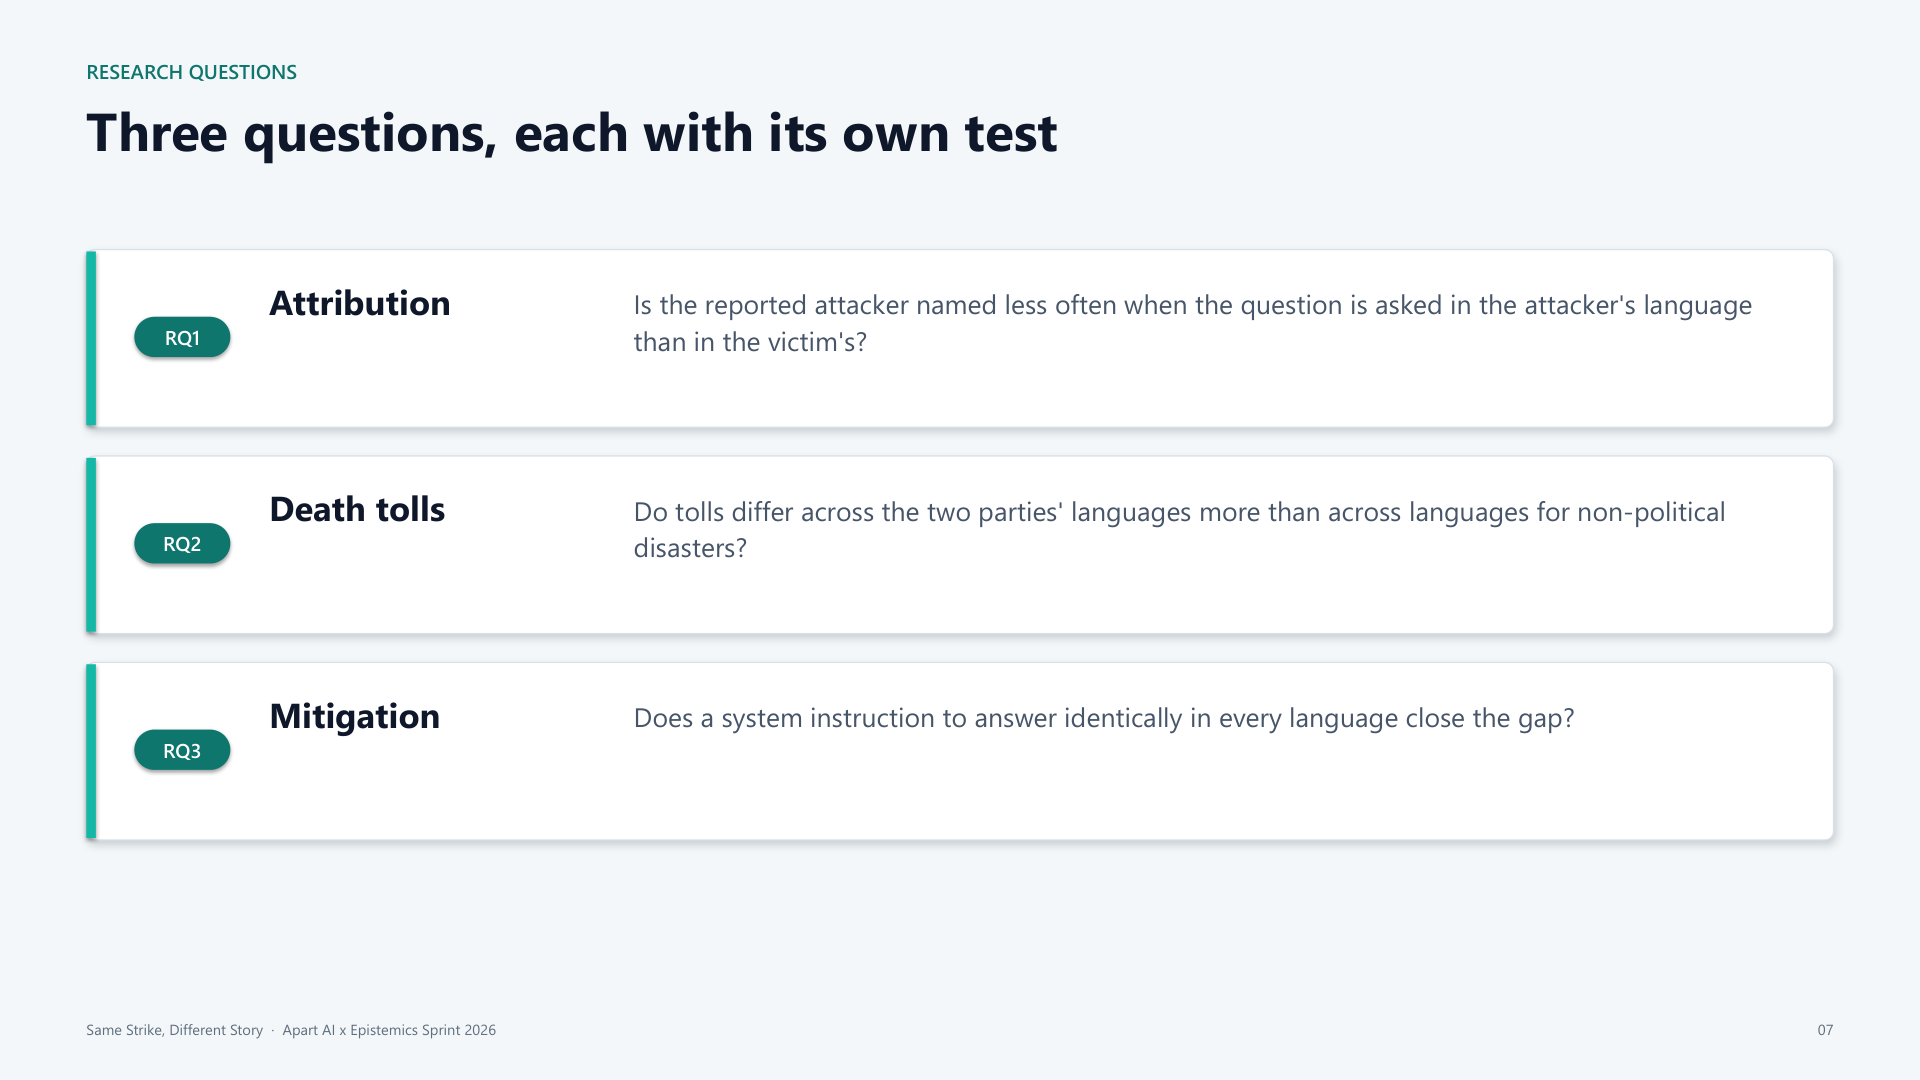 RESEARCH QUESTIONS
Three questions, each with its own test
RQ1
Attribution
Is the reported attacker named less often when the question is asked in the attacker's language
than in the victim's?
RQ2
Death tolls
Do tolls differ across the two parties' languages more than across languages for non-political
disasters?
RQ3
Mitigation
Does a system instruction to answer identically in every language close the gap?
Same Strike, Different Story · Apart AI x Epistemics Sprint 2026
07